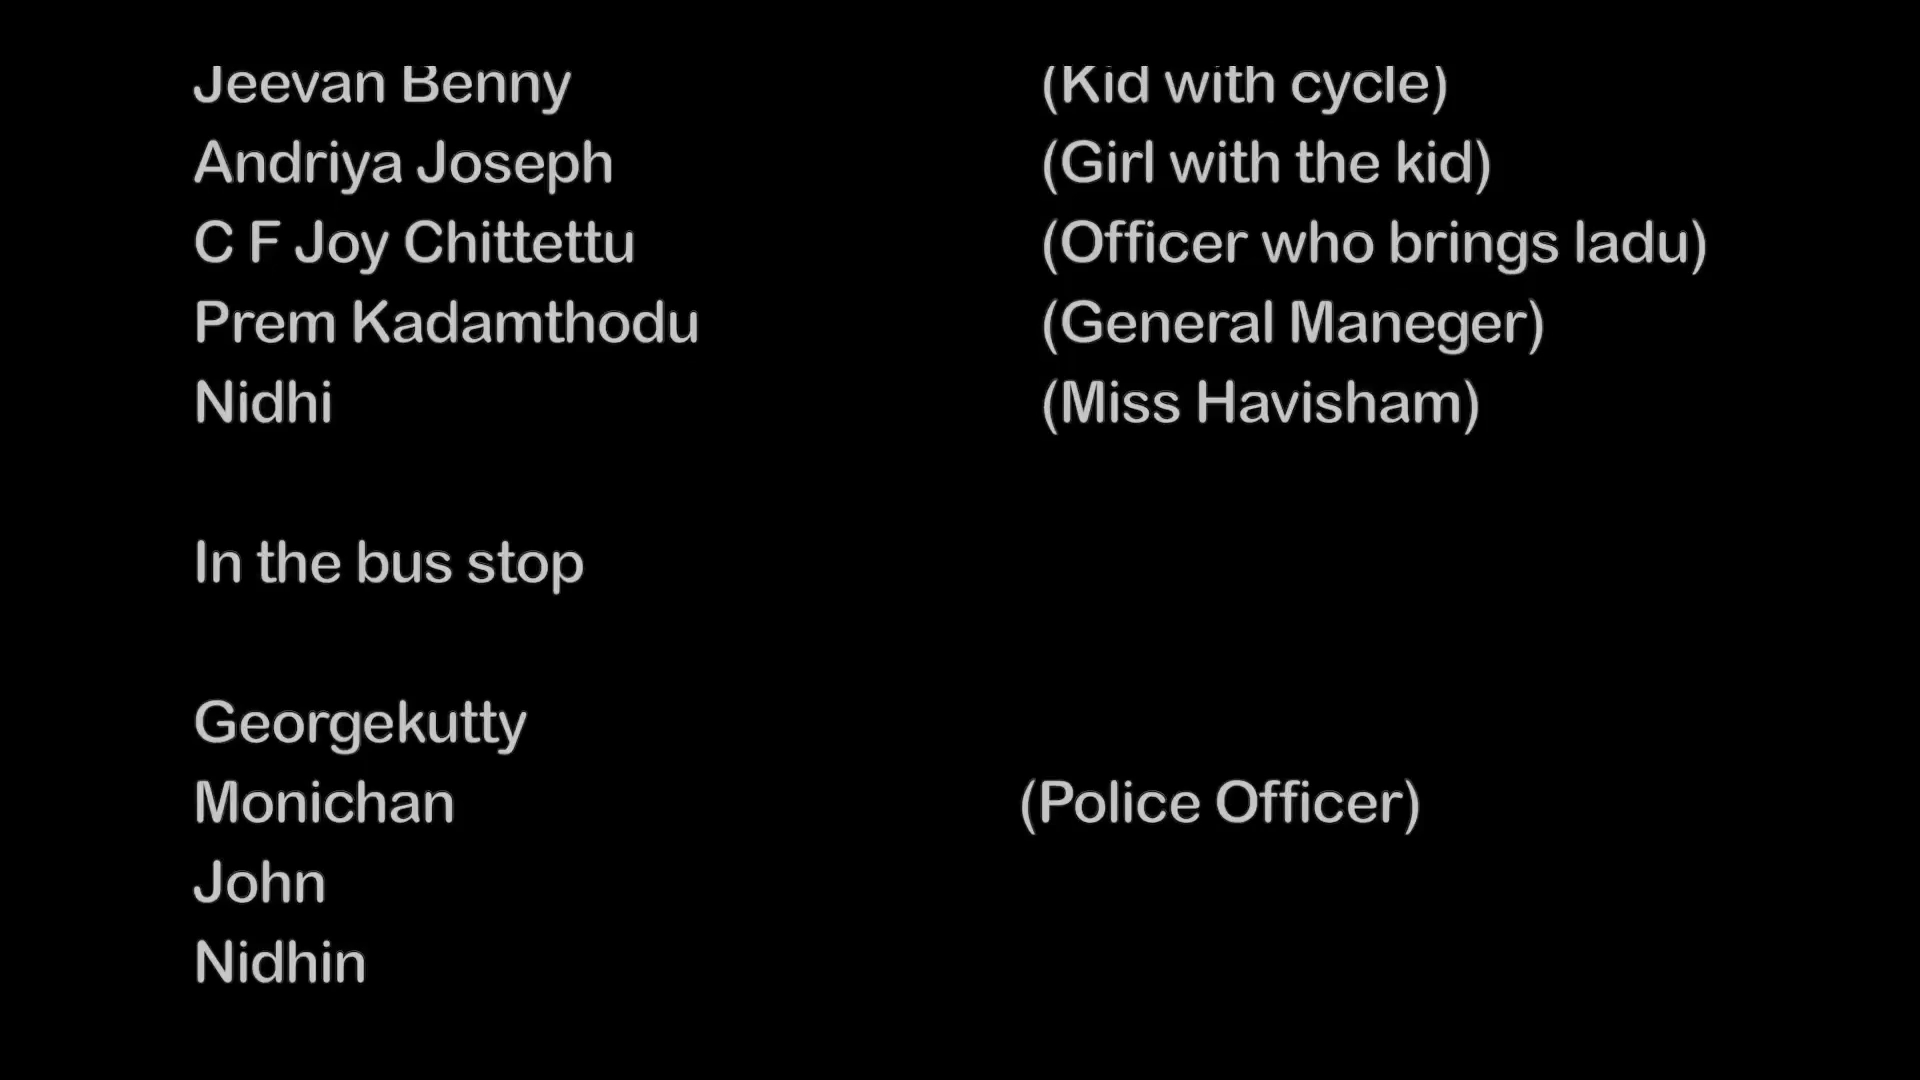 Jeevan Benny (Kid with cycle)
Andriya Joseph (Girl with the kid)
C F Joy Chittettu (Officer who brings ladu)
Prem Kadamthodu (General Maneger)
Nidhi (Miss Havisham)
In the bus stop
Georgekutty
Monichan (Police Officer)
John
Nidhin